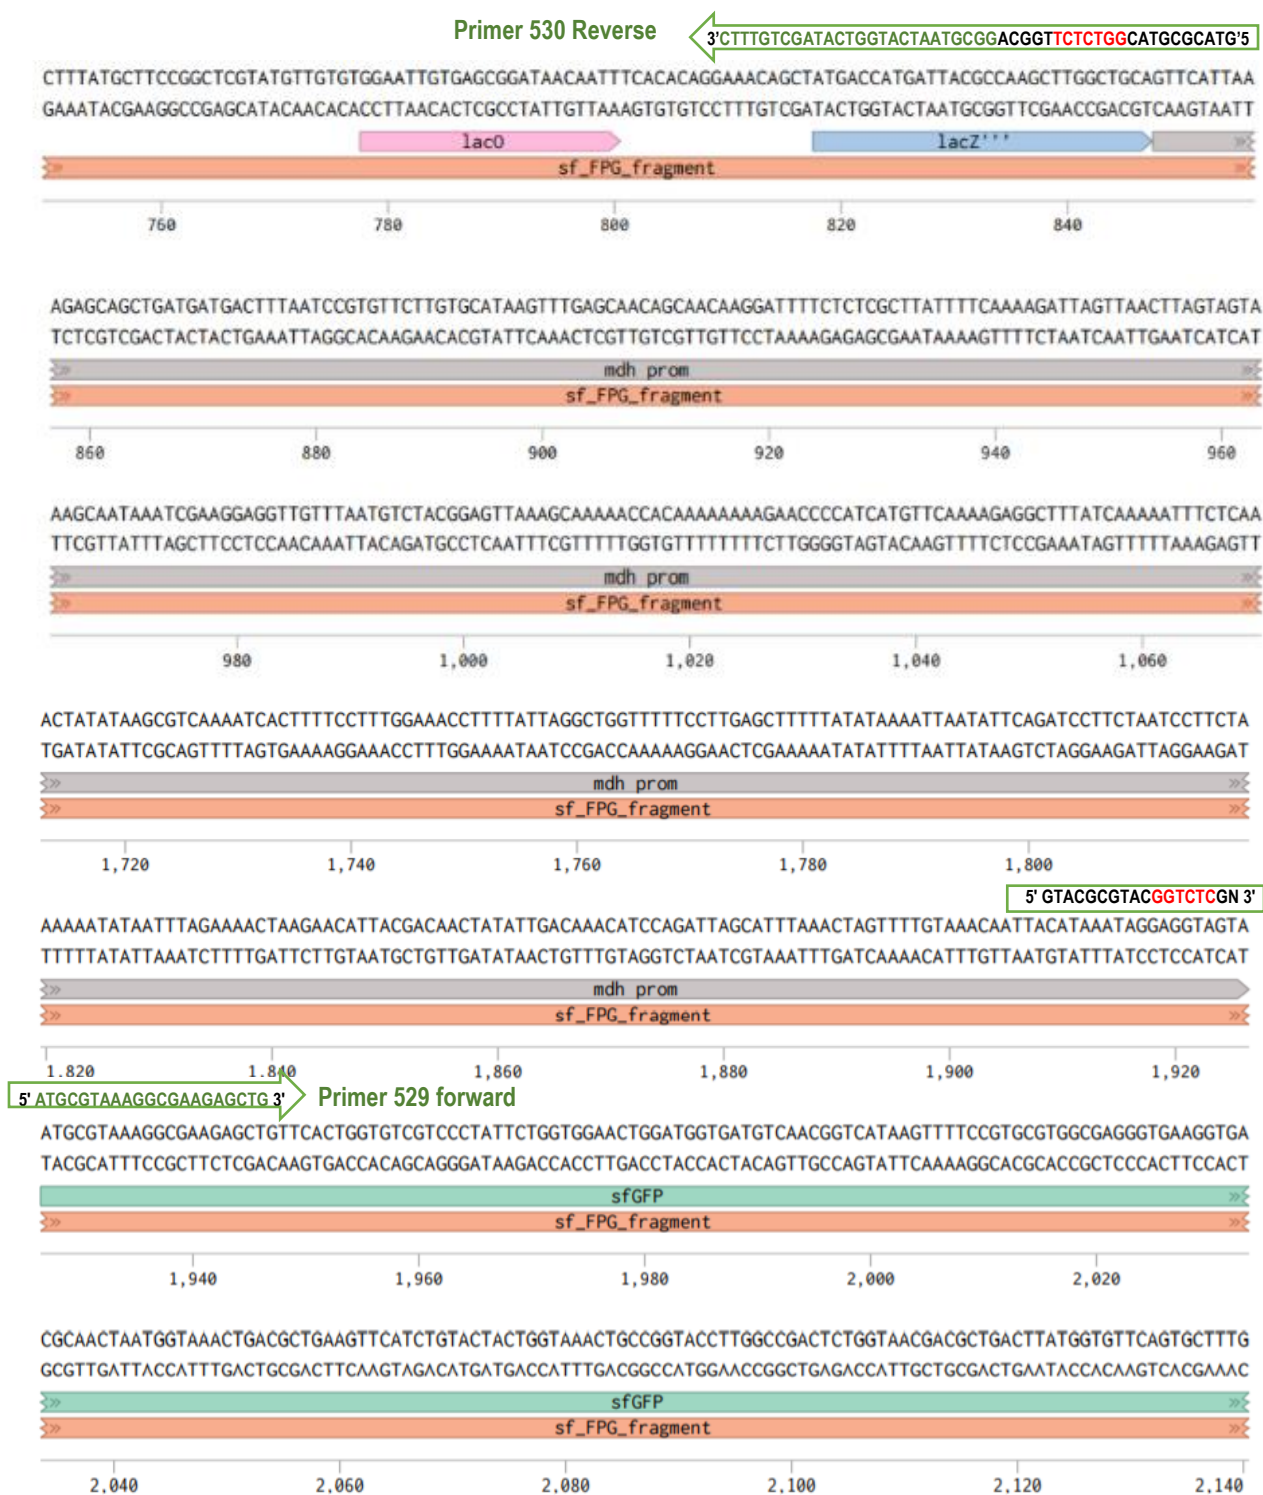 Primer 530 Reverse
3'CTTTGTCGATACTGGTACTAATGCGGACGGTTCTCTGGCATGCGCATG'5
CTTTATGCTTCCGGCTCGTATGTTGTGTGGAATTGTGAGCGGATAACAATTTCACACAGGAAACAGCTATGACCATGATTACGCCAAGCTTGGCTGCAGTTCATTAA
GAAATACGAAGGCCGAGCATACAACACACCTTAACACTCGCCTATTGTTAAAGTGTGTCCTTTGTCGATACTGGTACTAATGCGGTTCGAACCGACGTCAAGTAATT
lacO lacZ'''
sf_FPG_fragment
760 780 800 820 840
AGAGCAGCTGATGATGACTTTAATCCGTGTTCTTGTGCATAAGTTTGAGCAACAGCAACAAGGATTTTCTCTCGCTTATTTTCAAAAGATTAGTTAACTTAGTAGTA
TCTCGTCGACTACTACTGAAATTAGGCACAAGAACACGTATTCAAACTCGTTGTCGTTGTTCCTAAAAGAGAGCGAATAAAAGTTTTCTAATCAATTGAATCATCAT
mdh prom
sf_FPG_fragment
860 880 900 920 940 960
AAGCAATAAATCGAAGGAGGTTGTTTAATGTCTACGGAGTTAAAGCAAAAACCACAAAAAAAAGAACCCCATCATGTTCAAAAGAGGCTTTATCAAAAATTTCTCAA
TTCGTTATTTAGCTTCCTCCAACAAATTACAGATGCCTCAATTTCGTTTTTGGTGTTTTTTTTCTTGGGGTAGTACAAGTTTTCTCCGAAATAGTTTTTAAAGAGTT
mdh prom
sf_FPG_fragment
980 1,000 1,020 1,040 1,060
ACTATATAAGCGTCAAAATCACTTTTCCTTTGGAAACCTTTTATTAGGCTGGTTTTTCCTTGAGCTTTTTATATAAAATTAATATTCAGATCCTTCTAATCCTTCTA
TGATATATTCGCAGTTTTAGTGAAAAGGAAACCTTTGGAAAATAATCCGACCAAAAAGGAACTCGAAAAATATATTTTAATTATAAGTCTAGGAAGATTAGGAAGAT
mdh prom
sf_FPG_fragment
1,720 1,740 1,760 1,780 1,800
5' GTACGCGTACGGTCTCGN 3'
AAAAATATAATTTAGAAAACTAAGAACATTACGACAACTATATTGACAAACATCCAGATTAGCATTTAAACTAGTTTTGTAAACAATTACATAAATAGGAGGTAGTA
TTTTTATATTAAATCTTTTGATTCTTGTAATGCTGTTGATATAACTGTTTGTAGGTCTAATCGTAAATTTGATCAAAACATTTGTTAATGTATTTATCCTCCATCAT
mdh prom
sf_FPG_fragment
1,820 1,840 1,860 1,880 1,900 1,920
5' ATGCGTAAAGGCGAAGAGCTG 3' Primer 529 forward
ATGCGTAAAGGCGAAGAGCTGTTCACTGGTGTCGTCCCTATTCTGGTGGAACTGGATGGTGATGTCAACGGTCATAAGTTTTCCGTGCGTGGCGAGGGTGAAGGTGA
TACGCATTTCCGCTTCTCGACAAGTGACCACAGCAGGGATAAGACCACCTTGACCTACCACTACAGTTGCCAGTATTCAAAAGGCACGCACCGCTCCCACTTCCACT
sfGFP
sf_FPG_fragment
1,940 1,960 1,980 2,000 2,020
CGCAACTAATGGTAAACTGACGCTGAAGTTCATCTGTACTACTGGTAAACTGCCGGTACCTTGGCCGACTCTGGTAACGACGCTGACTTATGGTGTTCAGTGCTTTG
GCGTTGATTACCATTTGACTGCGACTTCAAGTAGACATGATGACCATTTGACGGCCATGGAACCGGCTGAGACCATTGCTGCGACTGAATACCACAAGTCACGAAAC
sfGFP
sf_FPG_fragment
2,040 2,060 2,080 2,100 2,120 2,140